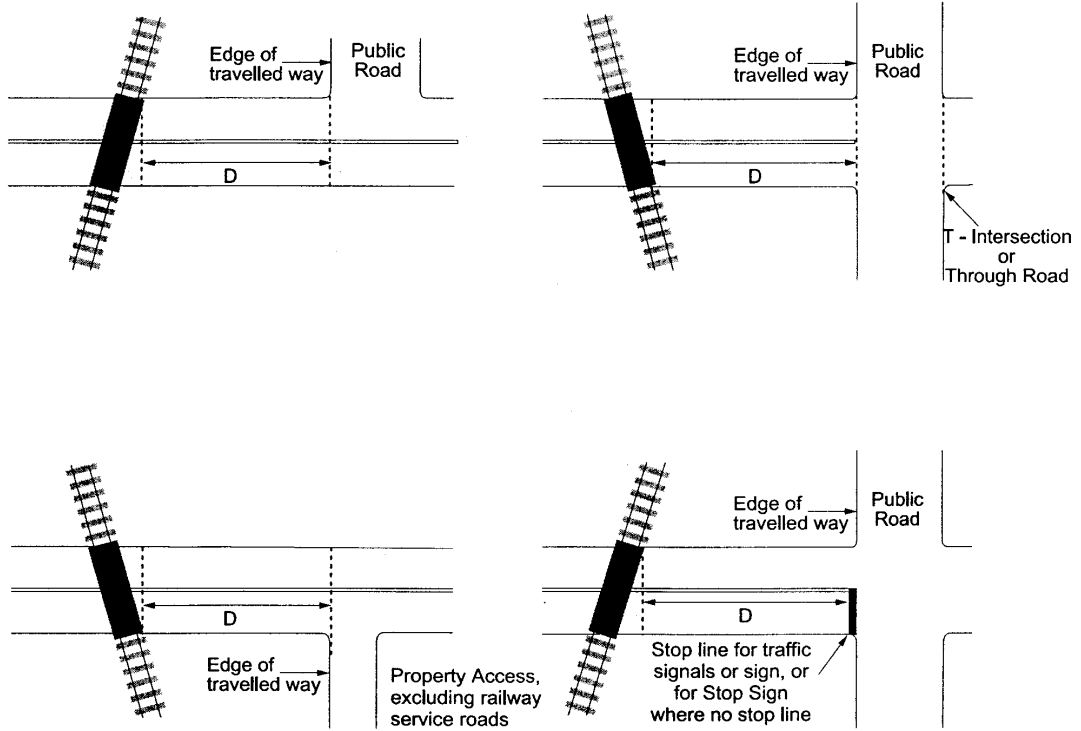 Edge of
travelled way
Public
Road
D
Edge of
travelled way
Public
Road
D
T - Intersection
or
Through Road
D
Edge of
travelled way
Property Access,
excluding railway
service roads
Edge of
travelled way
Public
Road
D
Stop line for traffic
signals or sign, or
for Stop Sign
where no stop line